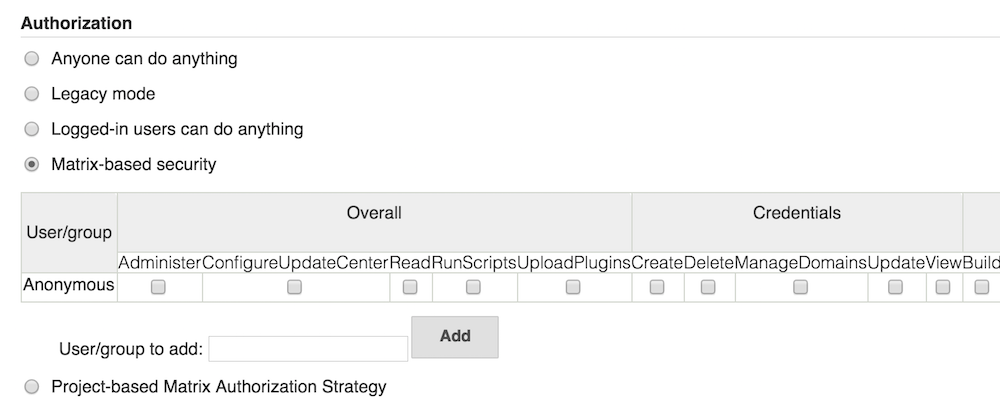 Authorization
Anyone can do anything
Legacy mode
Logged-in users can do anything
Matrix-based security
User/group Overall Credentials
Administer ConfigureUpdateCenter Read RunScripts UploadPlugins Create Delete ManageDomains Update View Build
Anonymous
User/group to add: Add
Project-based Matrix Authorization Strategy